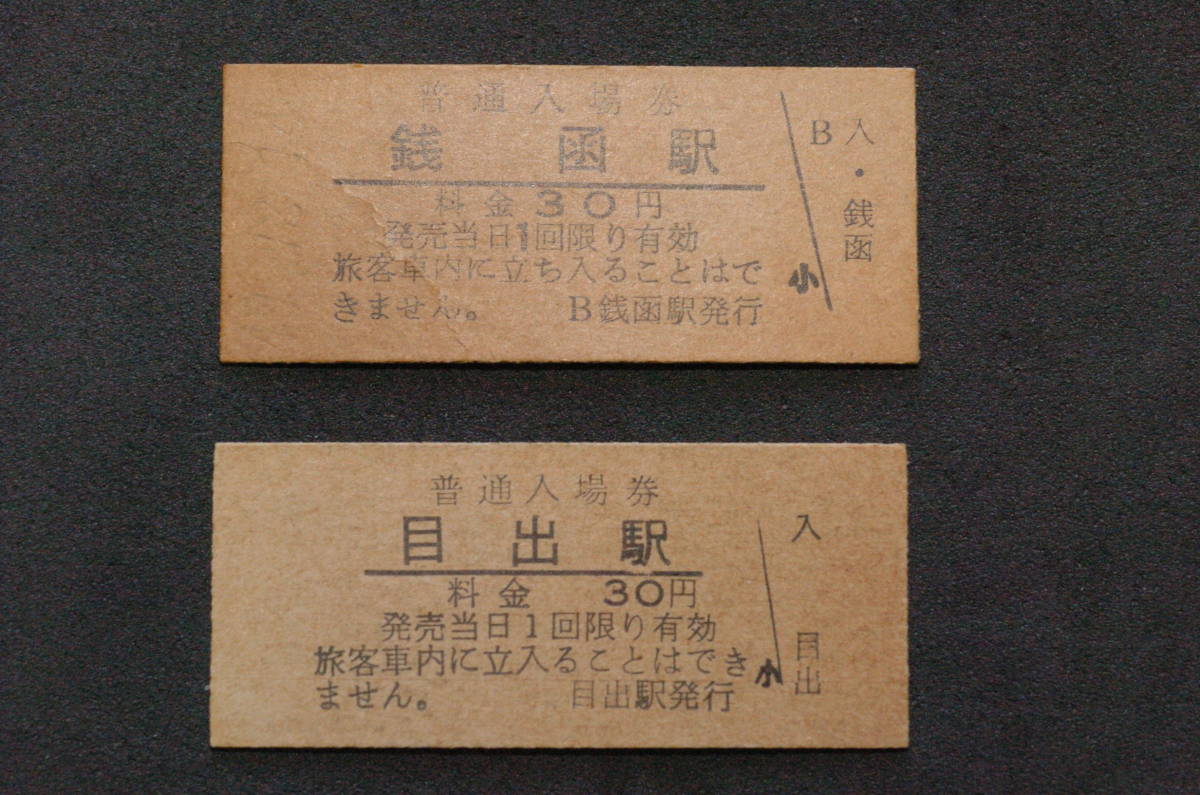 普通入場券
銭函駅
料金30円
発売当日1回限り有効
旅客車内に立ち入ることはで
きません。 B銭函駅発行
小
B入・銭函
普通入場券
目出駅
料金 30円
発売当日1回限り有効
旅客車内に立入ることはでき
ません。 目出駅発行
小
入 目出